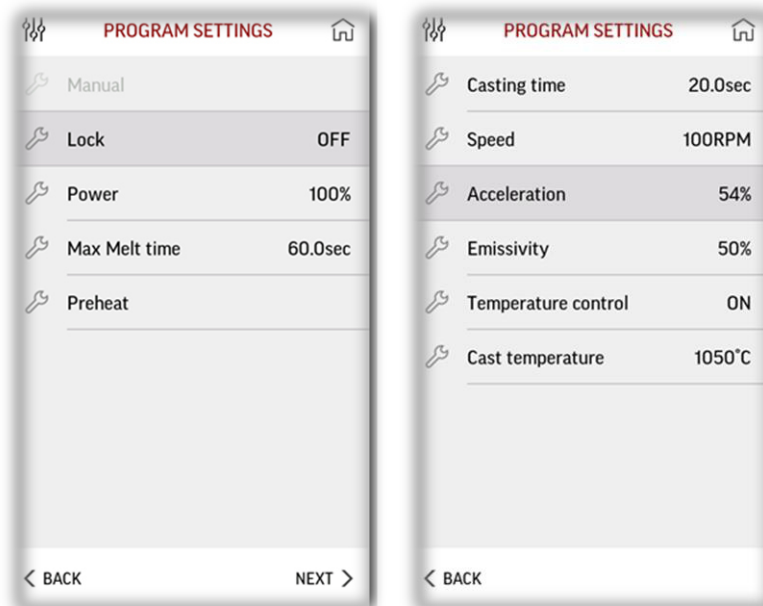 PROGRAM SETTINGS
Manual
Lock OFF
Power 100%
Max Melt time 60.0sec
Preheat
BACK NEXT
PROGRAM SETTINGS
Casting time 20.0sec
Speed 100RPM
Acceleration 54%
Emissivity 50%
Temperature control ON
Cast temperature 1050°C
BACK